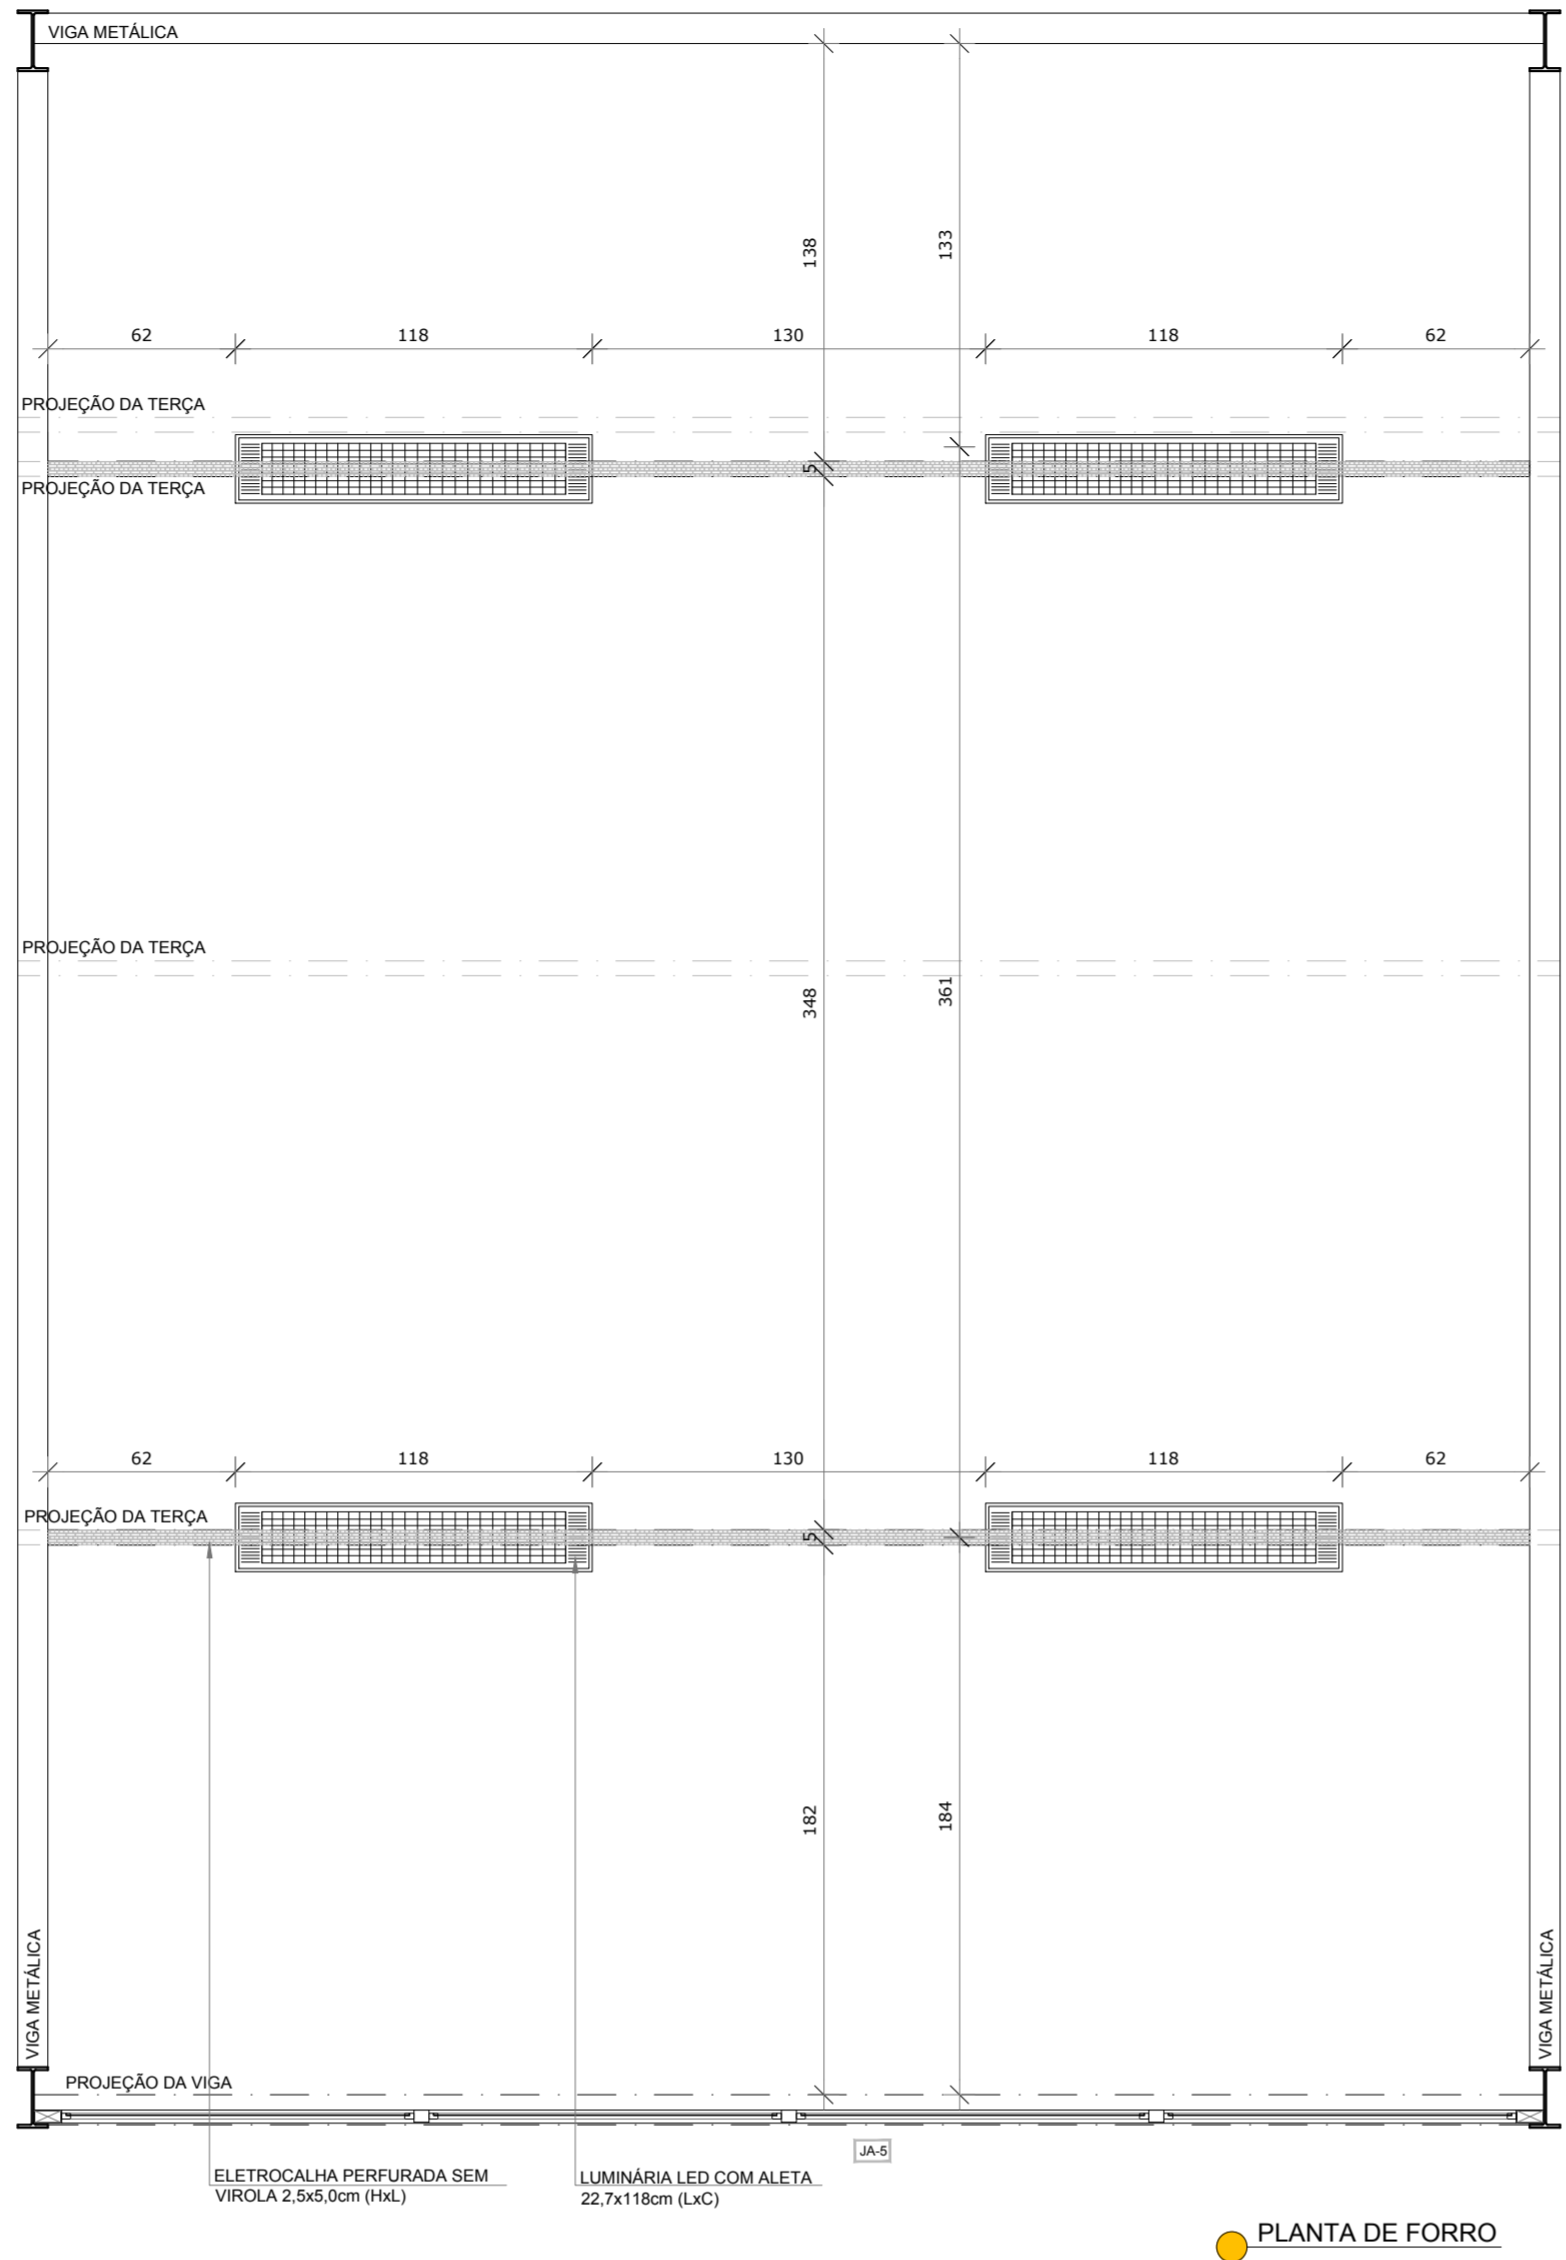 VIGA METÁLICA
138
133
62
118
130
118
62
PROJEÇÃO DA TERÇA
5
PROJEÇÃO DA TERÇA
PROJEÇÃO DA TERÇA
348
361
62
118
130
118
62
PROJEÇÃO DA TERÇA
5
182
184
VIGA METÁLICA
VIGA METÁLICA
PROJEÇÃO DA VIGA
JA-5
ELETROCALHA PERFURADA SEM
VIROLA 2,5x5,0cm (HxL)
LUMINÁRIA LED COM ALETA
22,7x118cm (LxC)
PLANTA DE FORRO